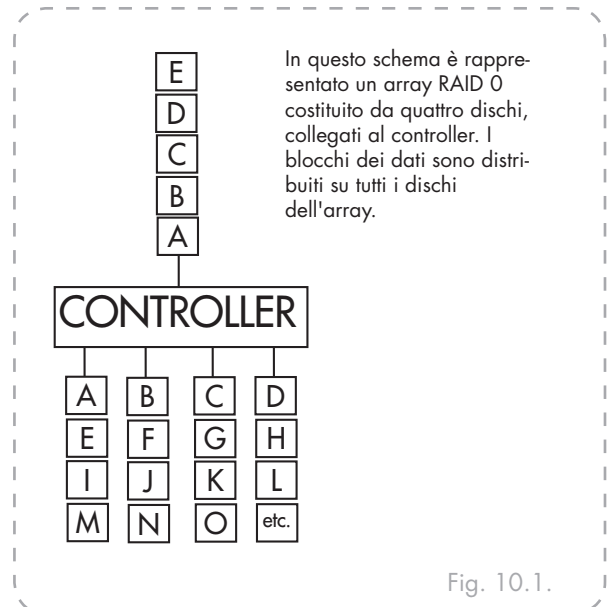 In questo schema è rappre-
sentato un array RAID 0
costituito da quattro dischi,
collegati al controller. I
blocchi dei dati sono distri-
buiti su tutti i dischi
dell'array.
E
D
C
B
A
CONTROLLER
A B C D
E F G H
I J K L
M N O etc.
Fig. 10.1.